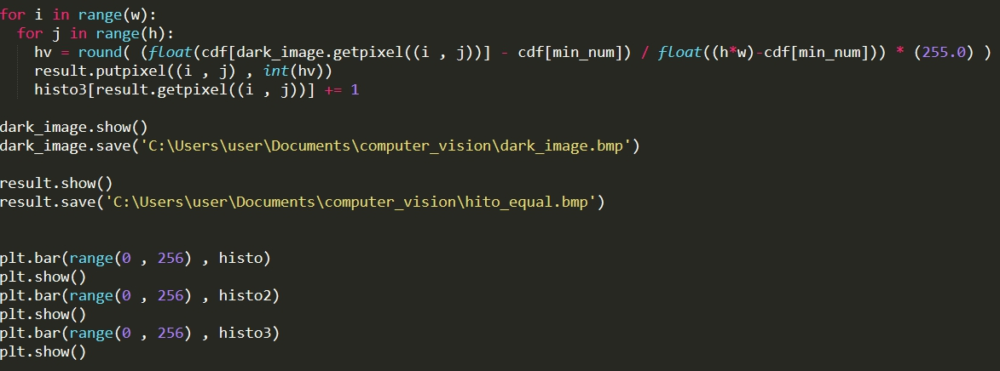 for i in range(w):
for j in range(h):
hv = round( (float(cdf[dark_image.getpixel((i , j))] - cdf[min_num]) / float((h*w)-cdf[min_num])) * (255.0) )
result.putpixel((i , j) , int(hv))
histo3[result.getpixel((i , j))] += 1
dark_image.show()
dark_image.save('C:\Users\user\Documents\computer_vision\dark_image.bmp')
result.show()
result.save('C:\Users\user\Documents\computer_vision\hito_equal.bmp')
plt.bar(range(0 , 256) , histo)
plt.show()
plt.bar(range(0 , 256) , histo2)
plt.show()
plt.bar(range(0 , 256) , histo3)
plt.show()